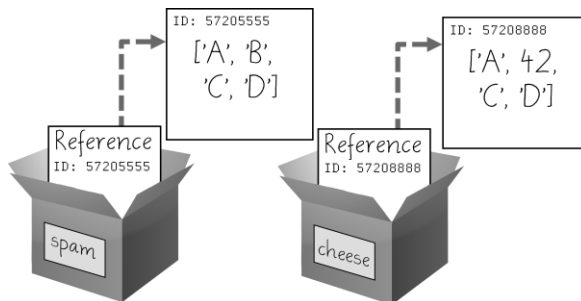 ID: 57205555
['A', 'B',
'C', 'D']
Reference
ID: 57205555
spam
ID: 57208888
['A', 42,
'C', 'D']
Reference
ID: 57208888
cheese